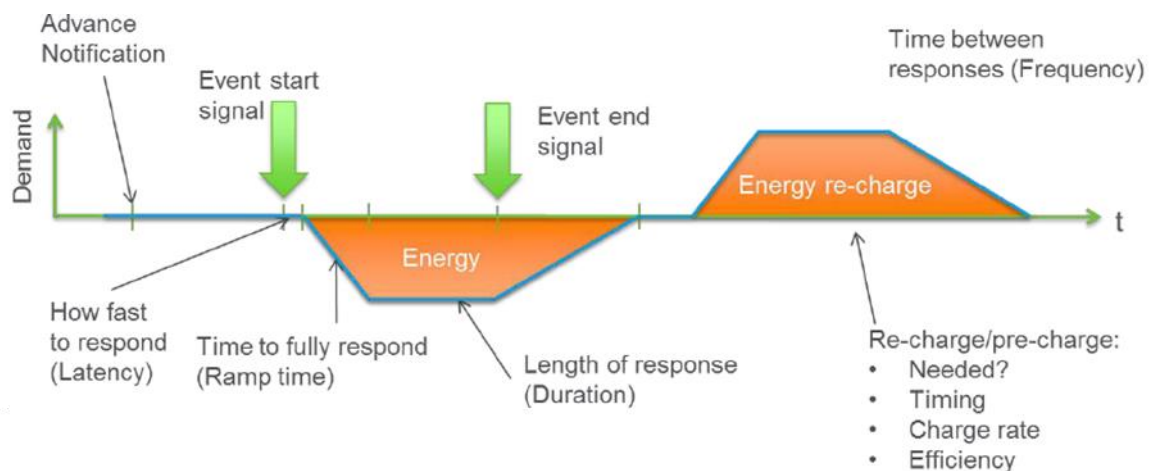 Advance
Notification
Event start
signal
Event end
signal
Time between
responses (Frequency)
Demand
Energy re-charge
t
Energy
How fast
to respond
(Latency)
Time to fully respond
(Ramp time)
Length of response
(Duration)
Re-charge/pre-charge:
• Needed?
• Timing
• Charge rate
• Efficiency